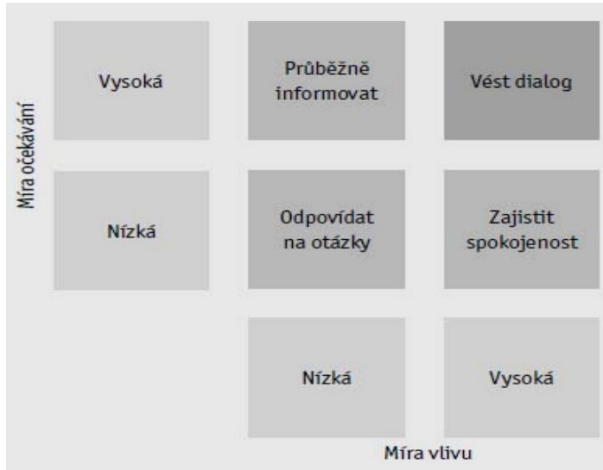 Míra očekávání
Vysoká
Průběžně
informovat
Vést dialog
Nízká
Odpovídat
na otázky
Zajistit
spokojenost
Nízká
Vysoká
Míra vlivu